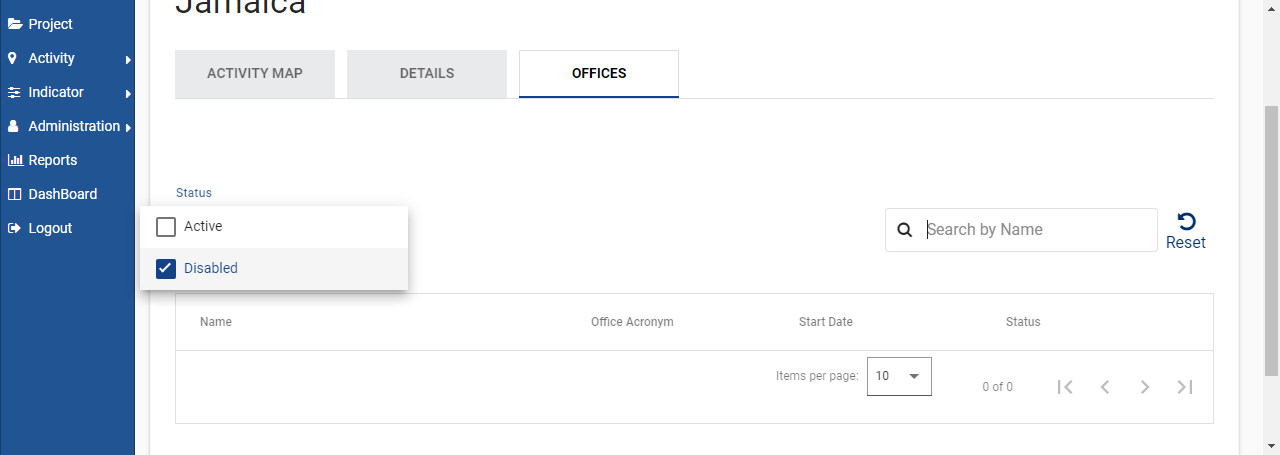 Jamaica
Project
Activity
Indicator
Administration
Reports
DashBoard
Logout
ACTIVITY MAP
DETAILS
OFFICES
Status
Active
Disabled
Search by Name
Reset
Name
Office Acronym
Start Date
Status
Items per page:
10
0 of 0